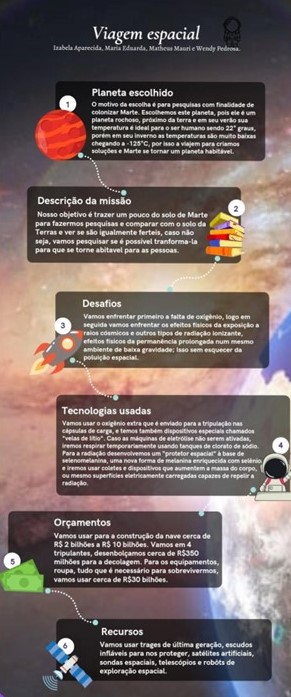 Viagem espacial
Izabela Aparecida, Maria Eduarda, Matheus Mauri e Wendy Pedrosa.
1
Planeta escolhido
O motivo da escolha é para pesquisas com finalidade de
colonizar Marte. Escolhemos este planeta, pois ele é um
planeta rochoso, próximo da terra e em seu verão sua
temperatura é ideal para o ser humano sendo 22° graus,
porém em seu inverno as temperaturas são muito baixas
chegando a -125°C, por isso a viajem para criamos
soluções e Marte se tornar um planeta habitável.
Descrição da missão
2
Nosso objetivo é trazer um pouco do solo de Marte
para fazermos pesquisas e comparar com o solo da
Terras e ver se são igualmente ferteis, caso não
seja, vamos pesquisar se é possível tranforma-la
para que se torne abitavel para as pessoas.
Desafios
3
Vamos enfrentar primeiro a falta de oxigênio, logo em
seguida vamos enfrentar os efeitos físicos da exposição a
raios cósmicos e outros tipos de radiação ionizante,
efeitos físicos da permanência prolongada num mesmo
ambiente de baixa gravidade; Isso sem esquecer da
poluição espacial.
Tecnologias usadas
4
Vamos usar o oxigênio extra que é enviado para a tripulação nas
cápsulas de carga, e temos também dispositivos especiais chamados
"velas de lítio". Caso as máquinas de eletrólise não serem ativadas,
iremos respirar temporariamente usando tanques de clorato de sódio.
Para a radiação desenvolvemos um "protetor espacial" à base de
selenomelanina, uma nova forma de melanina enriquecida com selênio
e iremos usar coletes e dispositivos que aumentem a massa do corpo,
ou mesmo superfícies eletricamente carregadas capazes de repelir a
radiação.
Orçamentos
5
Vamos usar para a construção da nave cerca de
R$ 2 bilhões a R$ 10 bilhões. Vamos em 4
tripulantes, desembolçamos cerca de R$350
milhões para a decolagem. Para os equipamentos,
roupa, tudo que é necessário para sobrevivermos,
vamos usar cerca de R$30 bilhões.
6
Recursos
Vamos usar trages de última geração, escudos
infláveis para nos proteger, satélites artificiais,
sondas espaciais, telescópios e robôts de
exploração espacial.